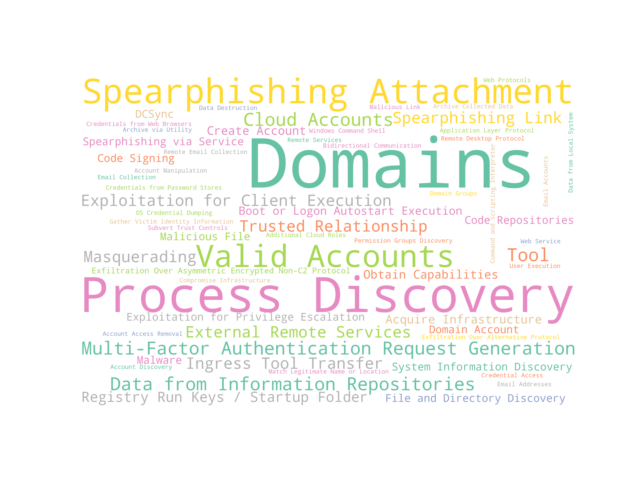 Web Protocols
Spearphishing Attachment
Data Destruction
Malicious Link
Archive Collected Data
DCSync
Cloud Accounts
Spearphishing Link
Credentials from Web Browsers
Archive via Utility
Create Account
Windows Command Shell
Application Layer Protocol
Spearphishing via Service
Remote Services
Remote Desktop Protocol
Bidirectional Communication
Remote Email Collection
Code Signing
Domains
Account Manipulation
Email Collection
Credentials from Password Stores
Domain Groups
Command and Scripting Interpreter
Email Accounts
Data from Local System
Exploitation for Client Execution
OS Credential Dumping
Boot or Logon Autostart Execution
Gather Victim Identity Information
Code Repositories
Subvert Trust Controls
Trusted Relationship
Malicious File
Additional Cloud Roles
Permission Groups Discovery
Web Service
Masquerading
Valid Accounts
Tool
User Execution
Exfiltration Over Asymmetric Encrypted Non-C2 Protocol
Obtain Capabilities
Compromise Infrastructure
Process Discovery
Exploitation for Privilege Escalation
Acquire Infrastructure
Account Access Removal
External Remote Services
Domain Account
Exfiltration Over Alternative Protocol
Multi-Factor Authentication Request Generation
Malware
Ingress Tool Transfer
System Information Discovery
Account Discovery
Match Legitimate Name or Location
Credential Access
Data from Information Repositories
Email Addresses
Registry Run Keys / Startup Folder
File and Directory Discovery